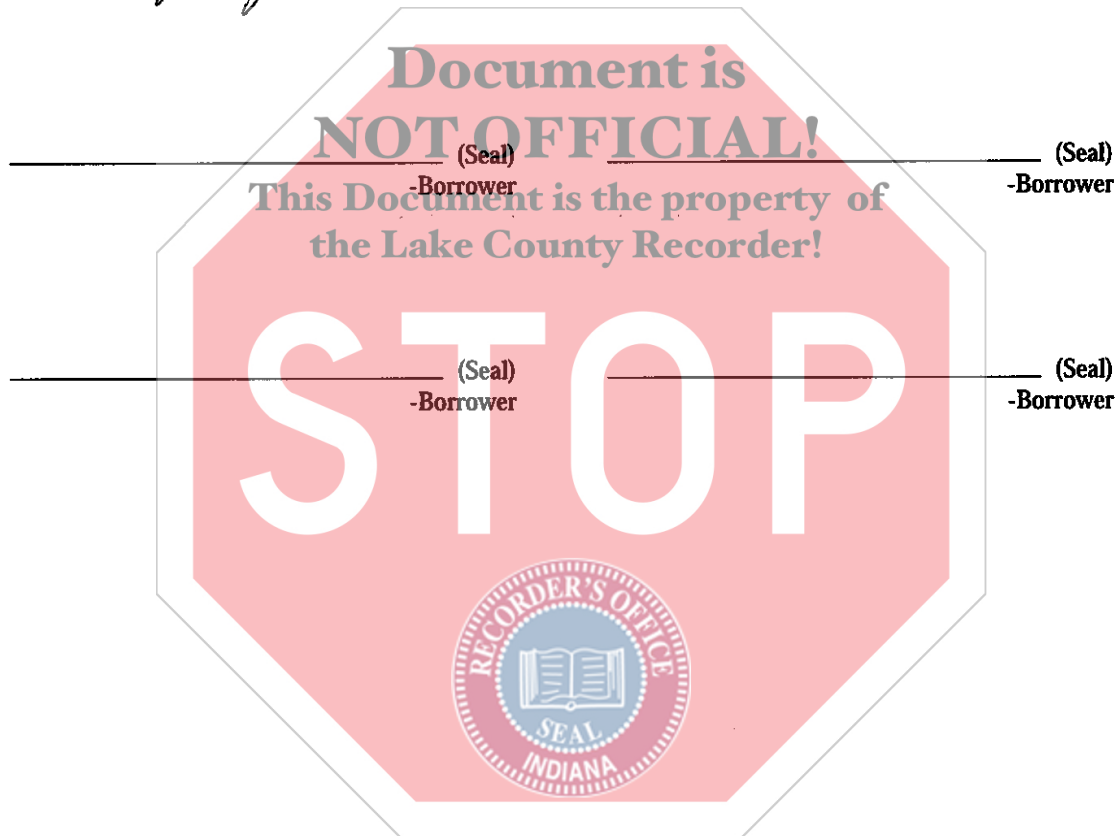 Document is
NOT OFFICIAL!
(Seal) (Seal)
-Borrower -Borrower
This Document is the property of
the Lake County Recorder!
STOP
(Seal) (Seal)
-Borrower -Borrower
RECORDER'S OFFICE
SEAL
INDIANA